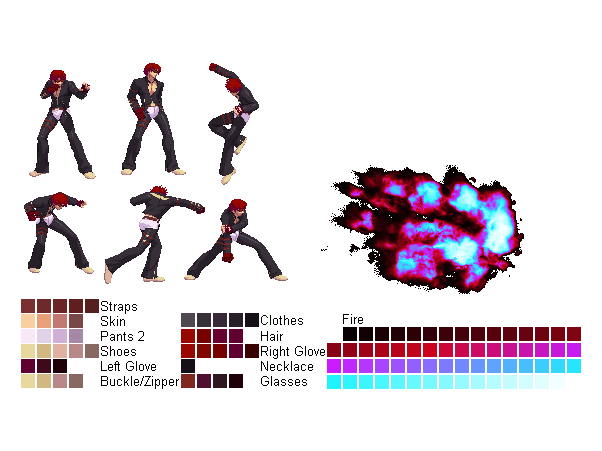 Straps
Skin
Pants 2
Shoes
Left Glove
Buckle/Zipper
Clothes
Hair
Right Glove
Necklace
Glasses
Fire